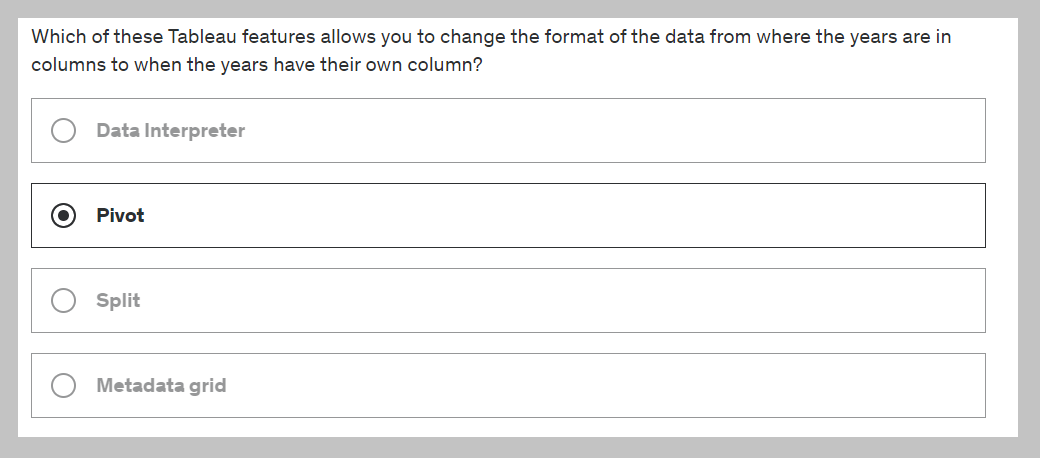 Which of these Tableau features allows you to change the format of the data from where the years are in
columns to when the years have their own column?
Data Interpreter
Pivot
Split
Metadata grid